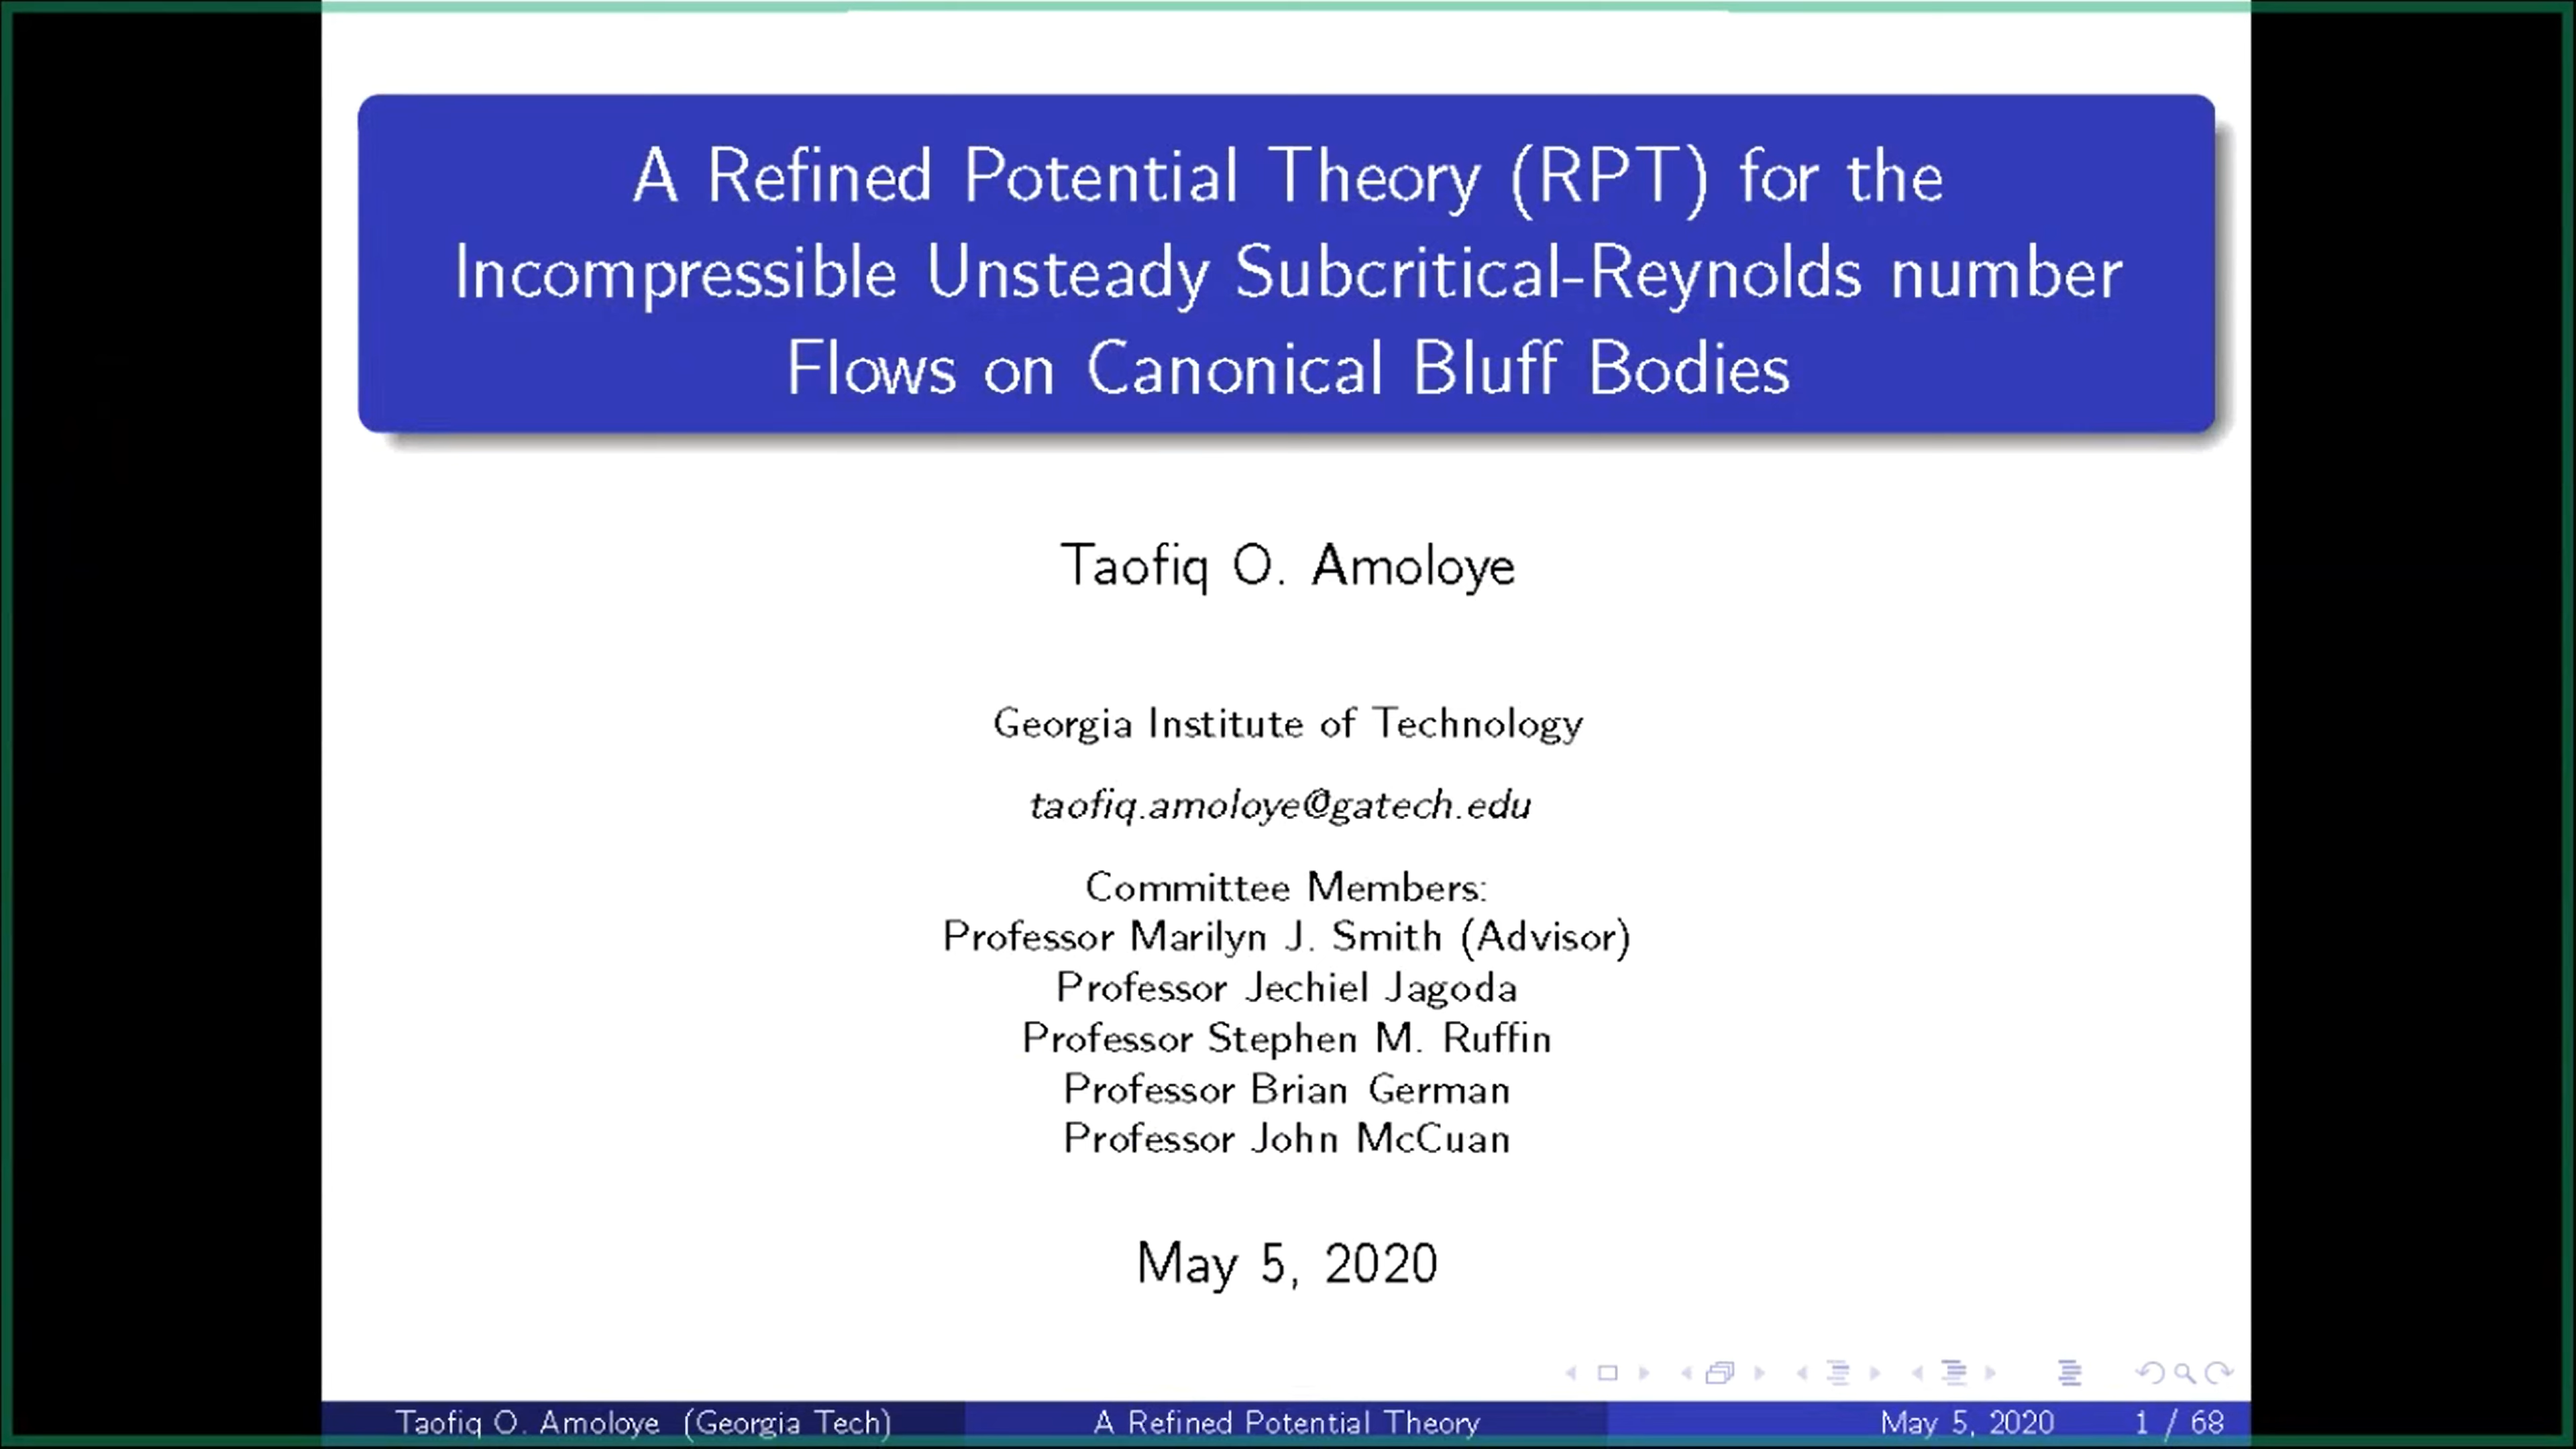 A Refined Potential Theory (RPT) for the
Incompressible Unsteady Subcritical-Reynolds number
Flows on Canonical Bluff Bodies
Taofiq O. Amoloye
Georgia Institute of Technology
taofiq.amoloye@gatech.edu
Committee Members:
Professor Marilyn J. Smith (Advisor)
Professor Jechiel Jagoda
Professor Stephen M. Ruffin
Professor Brian German
Professor John McCuan
May 5, 2020
Taofiq O. Amoloye (Georgia Tech) A Refined Potential Theory May 5, 2020 1 / 68